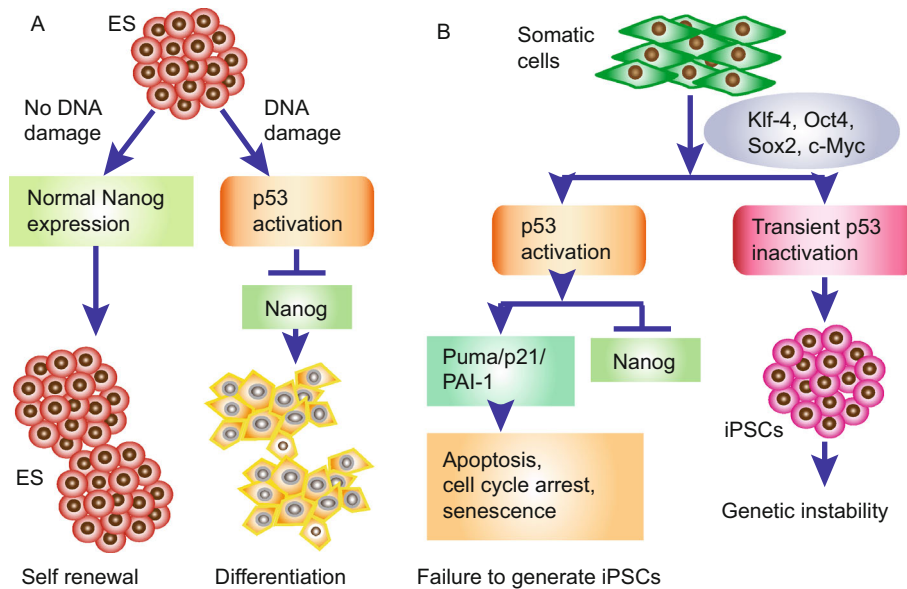 A
ES
No DNA
damage
DNA
damage
Normal Nanog
expression
p53
activation
Nanog
ES
Self renewal
Differentiation
B
Somatic
cells
Klf-4, Oct4,
Sox2, c-Myc
p53
activation
Transient p53
inactivation
Puma/p21/
PAI-1
Nanog
iPSCs
Apoptosis,
cell cycle arrest,
senescence
Genetic instability
Failure to generate iPSCs